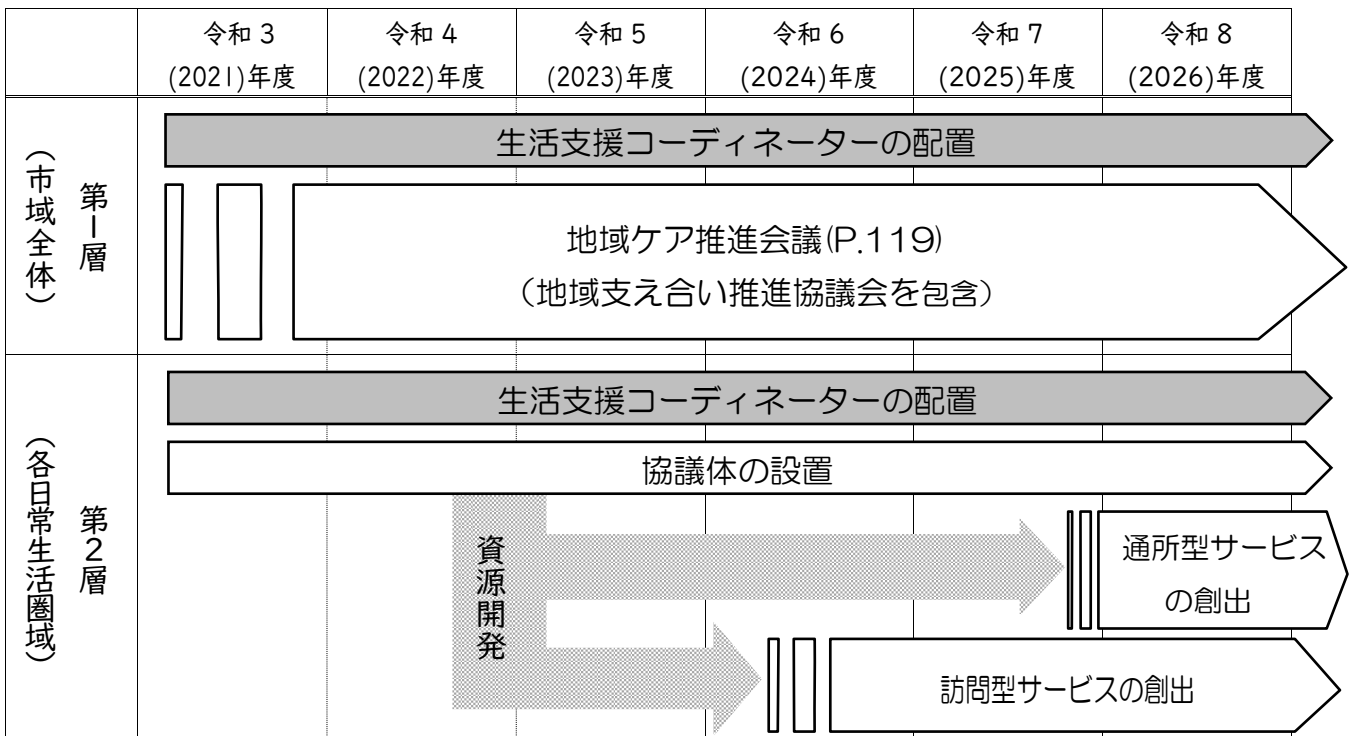 令和3
(2021)年度
令和4
(2022)年度
令和5
(2023)年度
令和6
(2024)年度
令和7
(2025)年度
令和8
(2026)年度
第1層
（市域全体）
生活支援コーディネーターの配置
地域ケア推進会議(P.119)
（地域支え合い推進協議会を包含）
第2層
（各日常生活圏域）
生活支援コーディネーターの配置
協議体の設置
資源開発
通所型サービス
の創出
訪問型サービスの創出